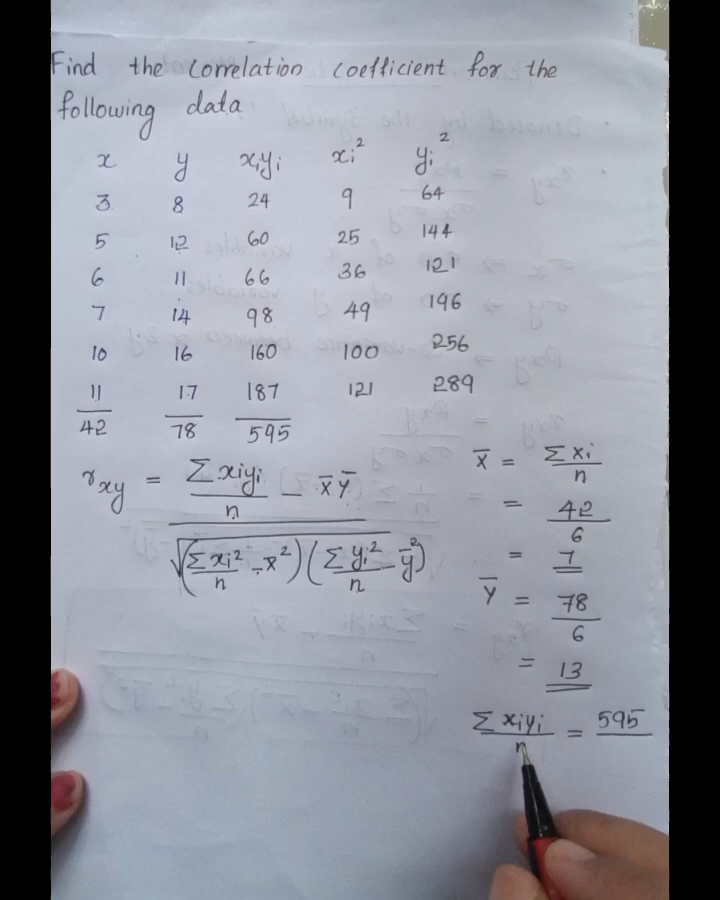 Find the Correlation Coefficient for the
following data
x y xᵢyᵢ xᵢ² yᵢ²
3 8 24 9 64
5 12 60 25 144
6 11 66 36 121
7 14 98 49 196
10 16 160 100 256
11 17 187 121 289
42 78 595
r_xy = (Σxᵢyᵢ/n − x̄ȳ) / √((Σxᵢ²/n − x̄²)(Σyᵢ²/n − ȳ²))
X̄ = Σxᵢ/n
= 42/6
= 7
Ȳ = 78/6
= 13
Σxᵢyᵢ/n = 595